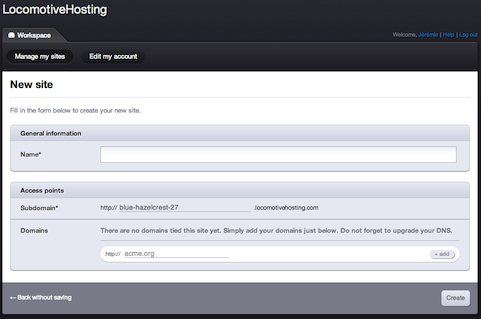 LocomotiveHosting
Workspace
Welcome, Jérémie | Help | Log out
Manage my sites Edit my account
New site
Fill in the form below to create your new site.
General information
Name*
Access points
Subdomain* http:// blue-hazelcrest-27 .locomotivehosting.com
Domains There are no domains tied this site yet. Simply add your domains just below. Do not forget to upgrade your DNS.
http:// acme.org + add
← Back without saving Create